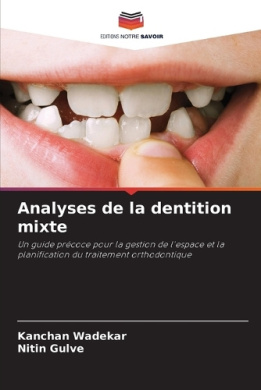 EDITIONS NOTRE SAVOIR
Analyses de la dentition
mixte
Un guide précoce pour la gestion de l'espace et la
planification du traitement orthodontique
Kanchan Wadekar
Nitin Gulve